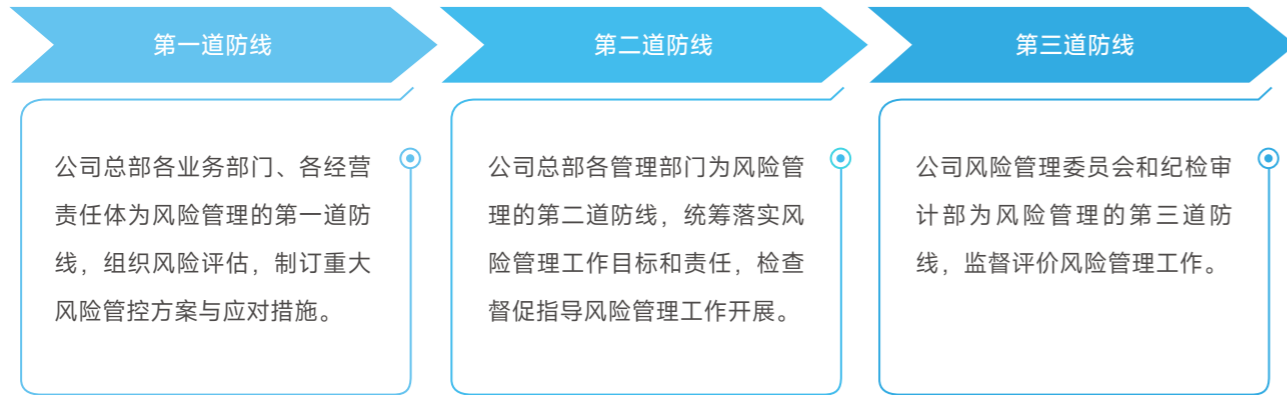 第一道防线
公司总部各业务部门、各经营
责任体为风险管理的第一道防
线，组织风险评估，制订重大
风险管控方案与应对措施。
第二道防线
公司总部各管理部门为风险管
理的第二道防线，统筹落实风
险管理工作目标和责任，检查
督促指导风险管理工作开展。
第三道防线
公司风险管理委员会和纪检审
计部为风险管理的第三道防
线，监督评价风险管理工作。